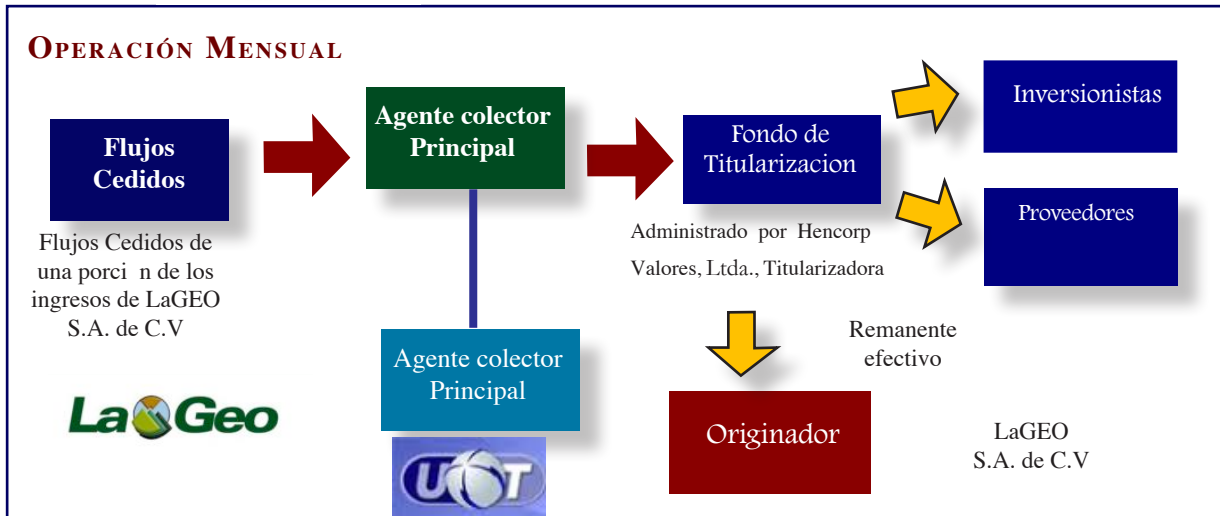 OPERACIÓN MENSUAL
Flujos
Cedidos
Flujos Cedidos de
una porci n de los
ingresos de LaGEO
S.A. de C.V
LaGeo
Agente colector
Principal
Agente colector
Principal
UT
Fondo de
Titularizacion
Administrado por Hencorp
Valores, Ltda., Titularizadora
Inversionistas
Proveedores
Remanente
efectivo
Originador
LaGEO
S.A. de C.V